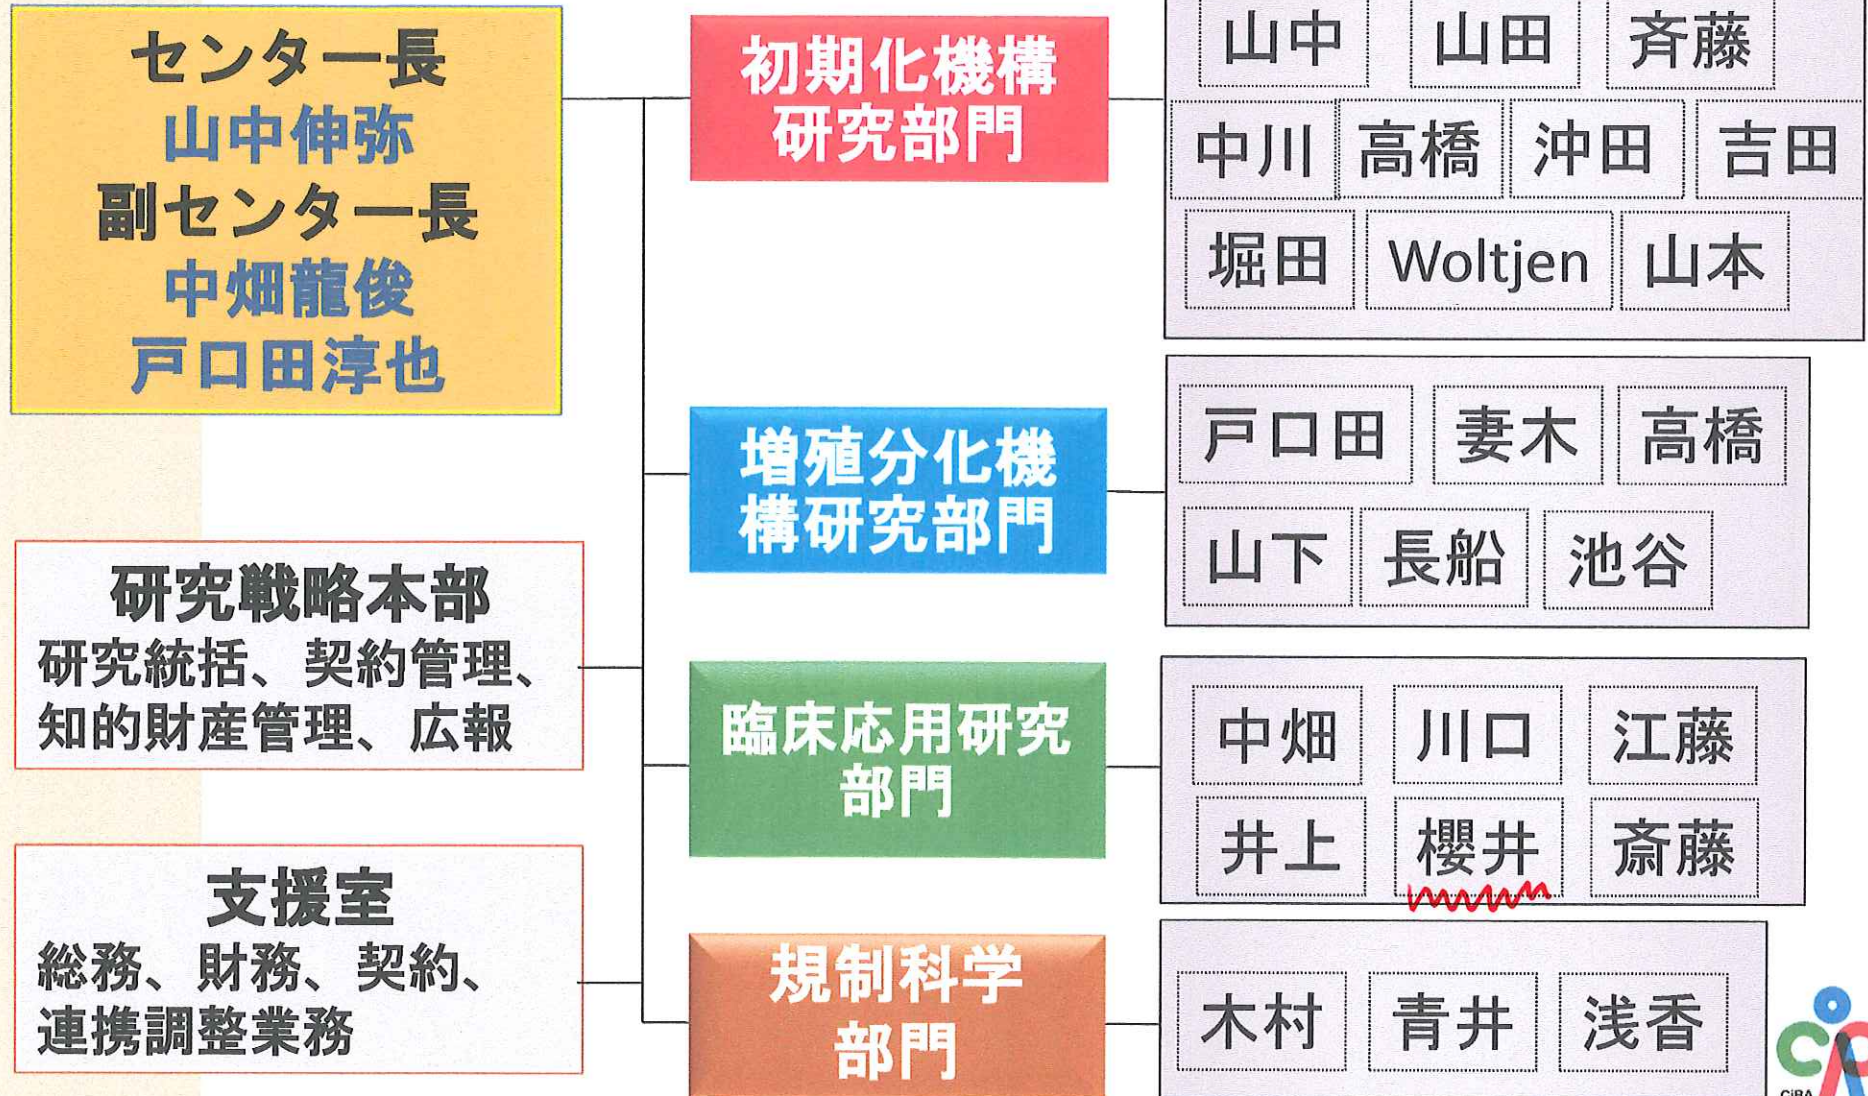 センター長
山中伸弥
副センター長
中畑龍俊
戸口田淳也
研究戦略本部
研究統括、契約管理、
知的財産管理、広報
支援室
総務、財務、契約、
連携調整業務
初期化機構
研究部門
山中 山田 斉藤
中川 高橋 沖田 吉田
堀田 Woltjen 山本
増殖分化機
構研究部門
戸口田 妻木 高橋
山下 長船 池谷
臨床応用研究
部門
中畑 川口 江藤
井上 櫻井 斎藤
規制科学
部門
木村 青井 浅香
CiRA